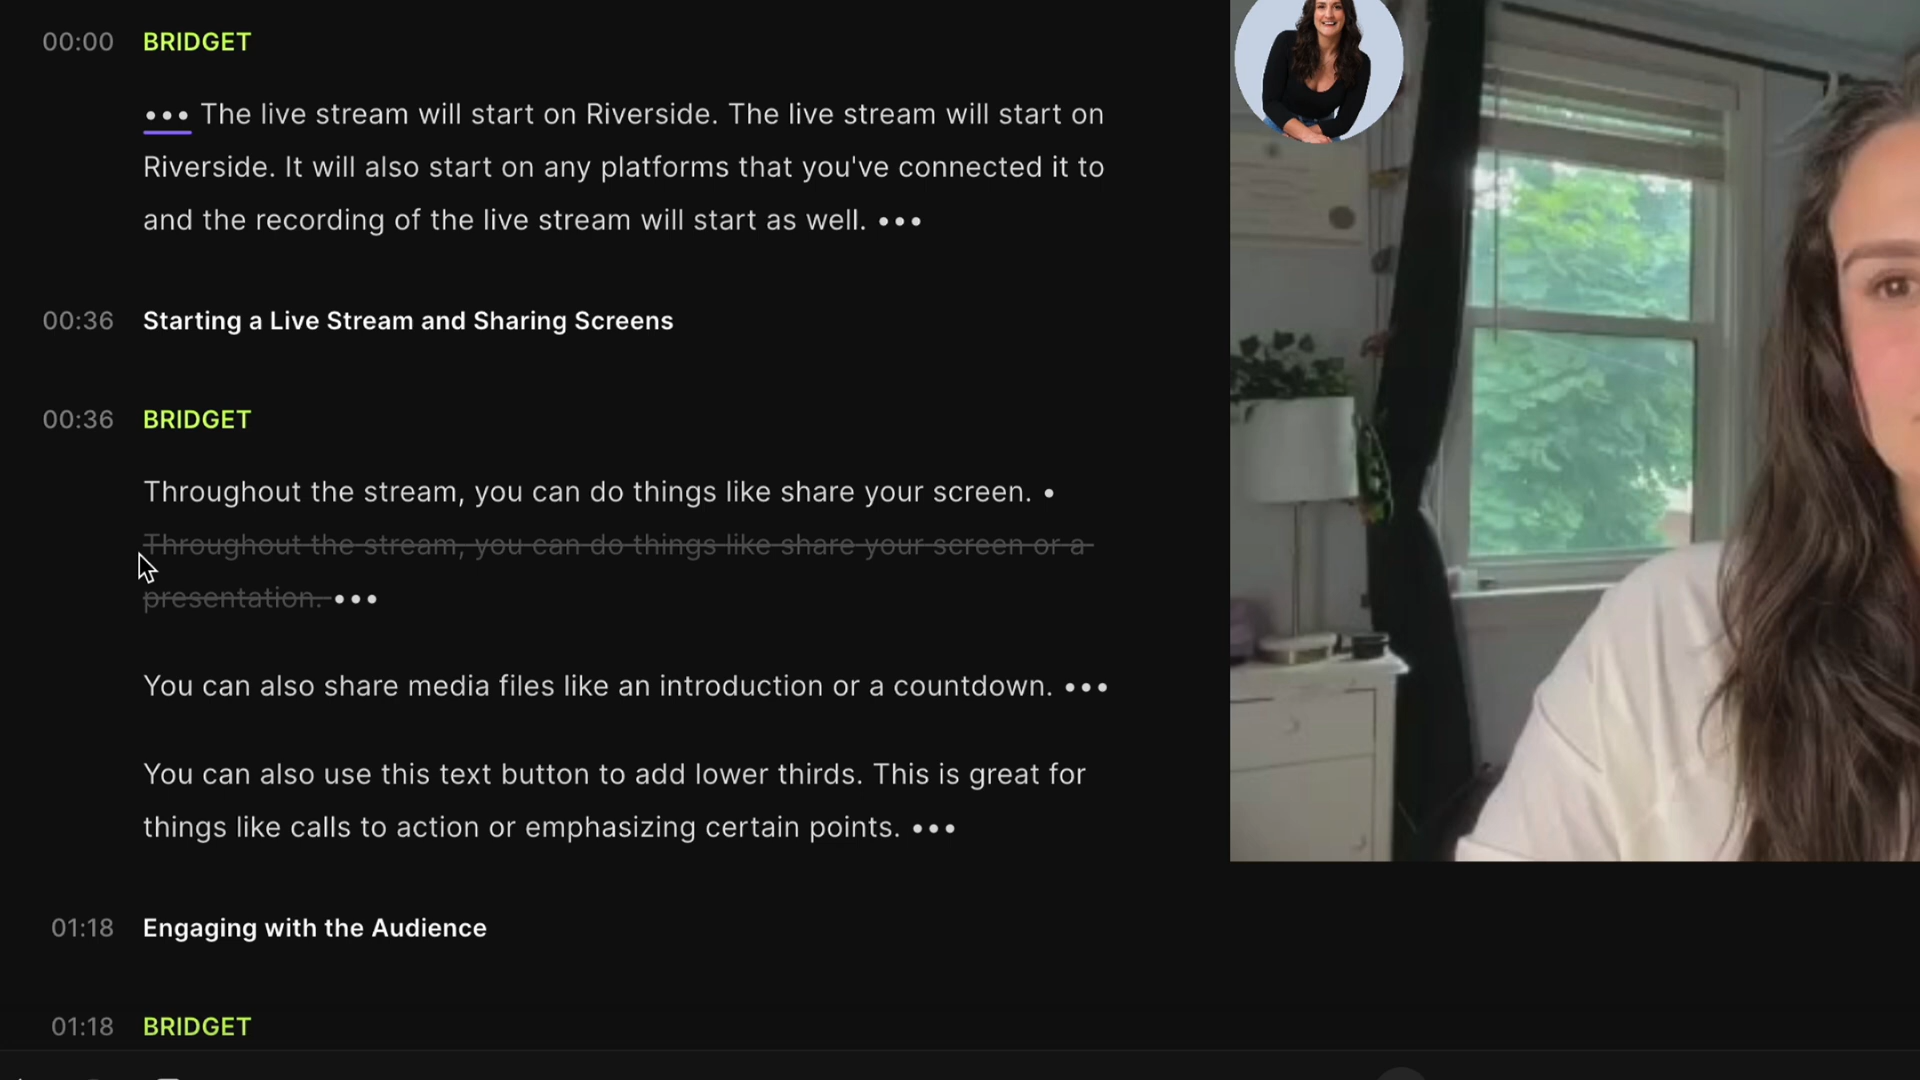 00:00 BRIDGET
••• The live stream will start on Riverside. The live stream will start on
Riverside. It will also start on any platforms that you've connected it to
and the recording of the live stream will start as well. •••
00:36 Starting a Live Stream and Sharing Screens
00:36 BRIDGET
Throughout the stream, you can do things like share your screen. •
Throughout the stream, you can do things like share your screen or a
presentation. •••
You can also share media files like an introduction or a countdown. •••
You can also use this text button to add lower thirds. This is great for
things like calls to action or emphasizing certain points. •••
01:18 Engaging with the Audience
01:18 BRIDGET